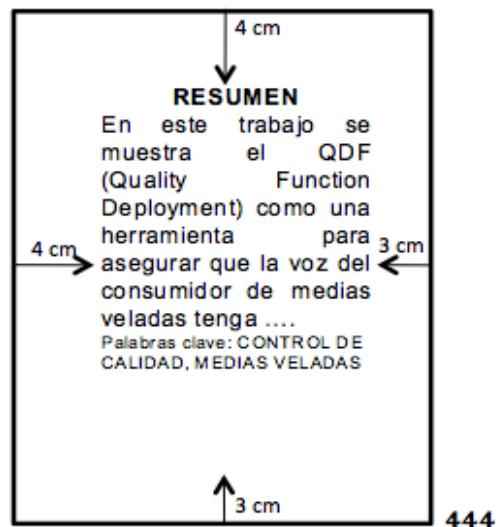 4 cm
RESUMEN
En este trabajo se
muestra el QDF
(Quality Function
Deployment) como una
herramienta para
4 cm
3 cm
asegurar que la voz del
consumidor de medias
veladas tenga ....
Palabras clave: CONTROL DE
CALIDAD, MEDIAS VELADAS
3 cm
444